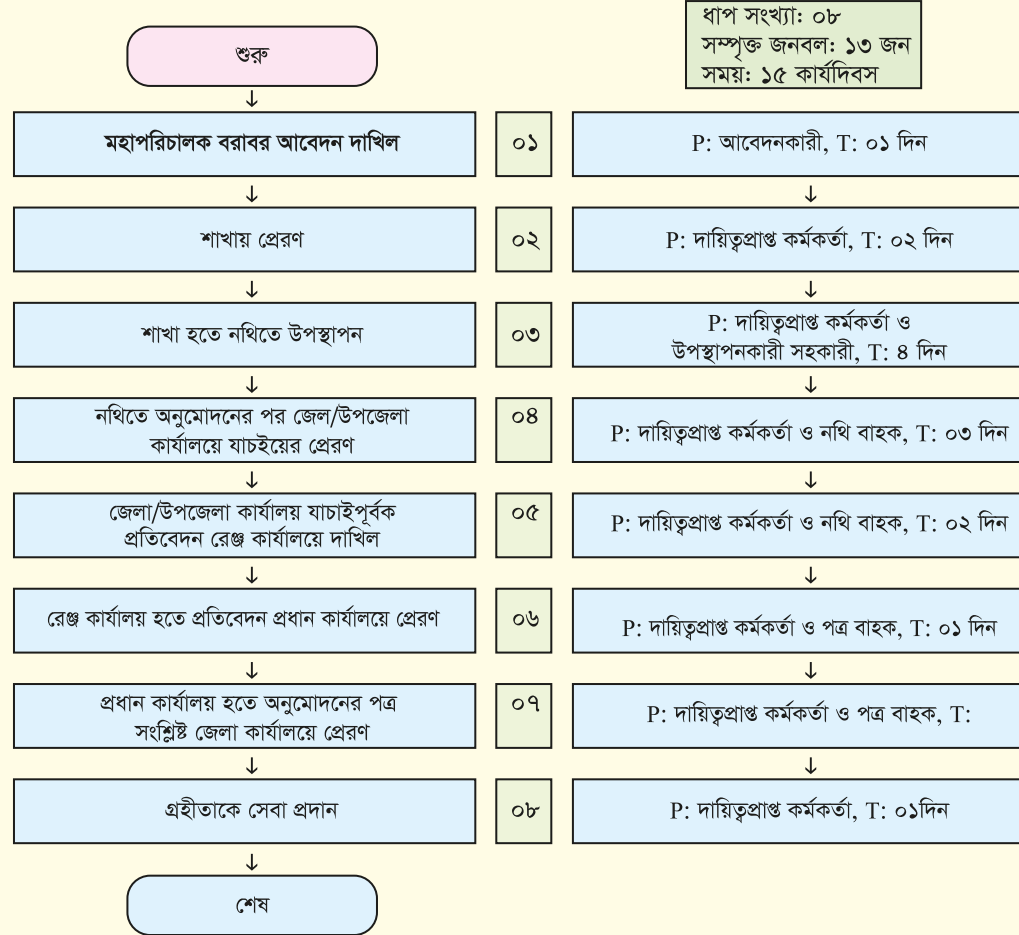 ধাপ সংখ্যা: ০৮
সম্পৃক্ত জনবল: ১৩ জন
সময়: ১৫ কার্যদিবস
শুরু
মহাপরিচালক বরাবর আবেদন দাখিল
০১
P: আবেদনকারী, T: ০১ দিন
শাখায় প্রেরণ
০২
P: দায়িত্বপ্রাপ্ত কর্মকর্তা, T: ০২ দিন
শাখা হতে নথিতে উপস্থাপন
০৩
P: দায়িত্বপ্রাপ্ত কর্মকর্তা ও
উপস্থাপনকারী সহকারী, T: ৪ দিন
নথিতে অনুমোদনের পর জেল/উপজেলা
কার্যালয়ে যাচইয়ের প্রেরণ
০৪
P: দায়িত্বপ্রাপ্ত কর্মকর্তা ও নথি বাহক, T: ০৩ দিন
জেলা/উপজেলা কার্যালয় যাচাইপূর্বক
প্রতিবেদন রেঞ্জ কার্যালয়ে দাখিল
০৫
P: দায়িত্বপ্রাপ্ত কর্মকর্তা ও নথি বাহক, T: ০২ দিন
রেঞ্জ কার্যালয় হতে প্রতিবেদন প্রধান কার্যালয়ে প্রেরণ
০৬
P: দায়িত্বপ্রাপ্ত কর্মকর্তা ও পত্র বাহক, T: ০১ দিন
প্রধান কার্যালয় হতে অনুমোদনের পত্র
সংশ্লিষ্ট জেলা কার্যালয়ে প্রেরণ
০৭
P: দায়িত্বপ্রাপ্ত কর্মকর্তা ও পত্র বাহক, T:
গ্রহীতাকে সেবা প্রদান
০৮
P: দায়িত্বপ্রাপ্ত কর্মকর্তা, T: ০১দিন
শেষ